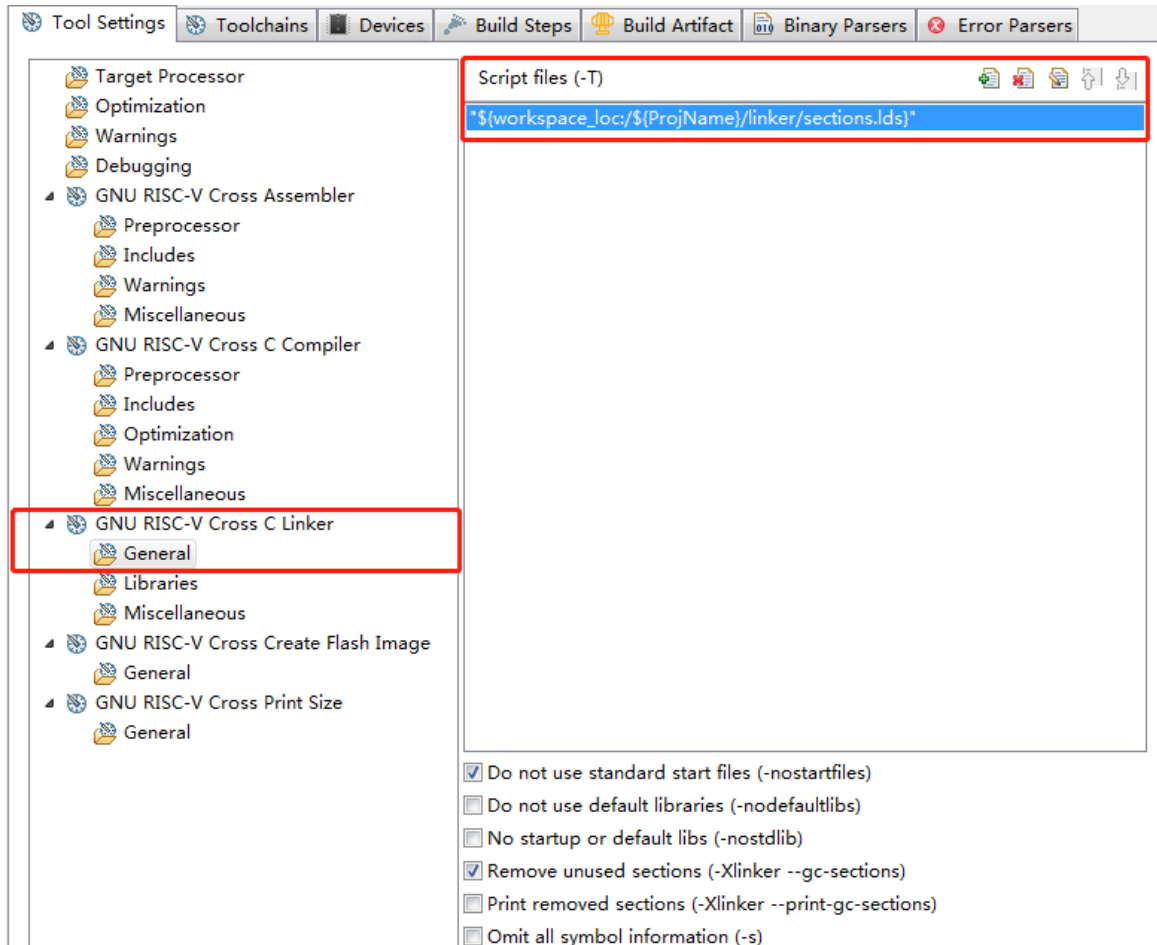 Tool Settings Toolchains Devices Build Steps Build Artifact Binary Parsers Error Parsers
Target Processor
Optimization
Warnings
Debugging
GNU RISC-V Cross Assembler
Preprocessor
Includes
Warnings
Miscellaneous
GNU RISC-V Cross C Compiler
Preprocessor
Includes
Optimization
Warnings
Miscellaneous
GNU RISC-V Cross C Linker
General
Libraries
Miscellaneous
GNU RISC-V Cross Create Flash Image
General
GNU RISC-V Cross Print Size
General
Script files (-T)
"${workspace_loc:/${ProjName}/linker/sections.lds}"
Do not use standard start files (-nostartfiles)
Do not use default libraries (-nodefaultlibs)
No startup or default libs (-nostdlib)
Remove unused sections (-Xlinker --gc-sections)
Print removed sections (-Xlinker --print-gc-sections)
Omit all symbol information (-s)